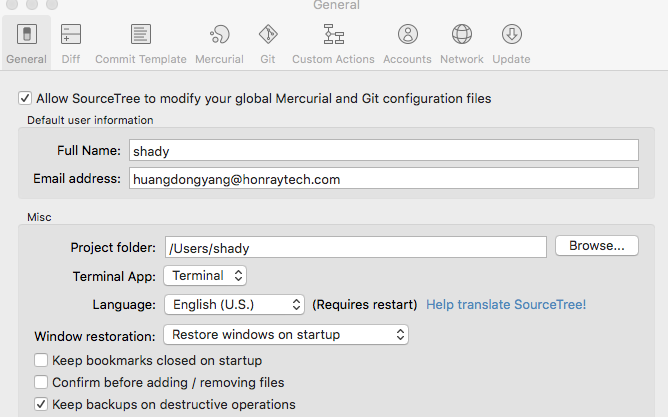 General
General Diff Commit Template Mercurial Git Custom Actions Accounts Network Update
Allow SourceTree to modify your global Mercurial and Git configuration files
Default user information
Full Name: shady
Email address: huangdongyang@honraytech.com
Misc
Project folder: /Users/shady Browse...
Terminal App: Terminal
Language: English (U.S.) (Requires restart) Help translate SourceTree!
Window restoration: Restore windows on startup
Keep bookmarks closed on startup
Confirm before adding / removing files
Keep backups on destructive operations